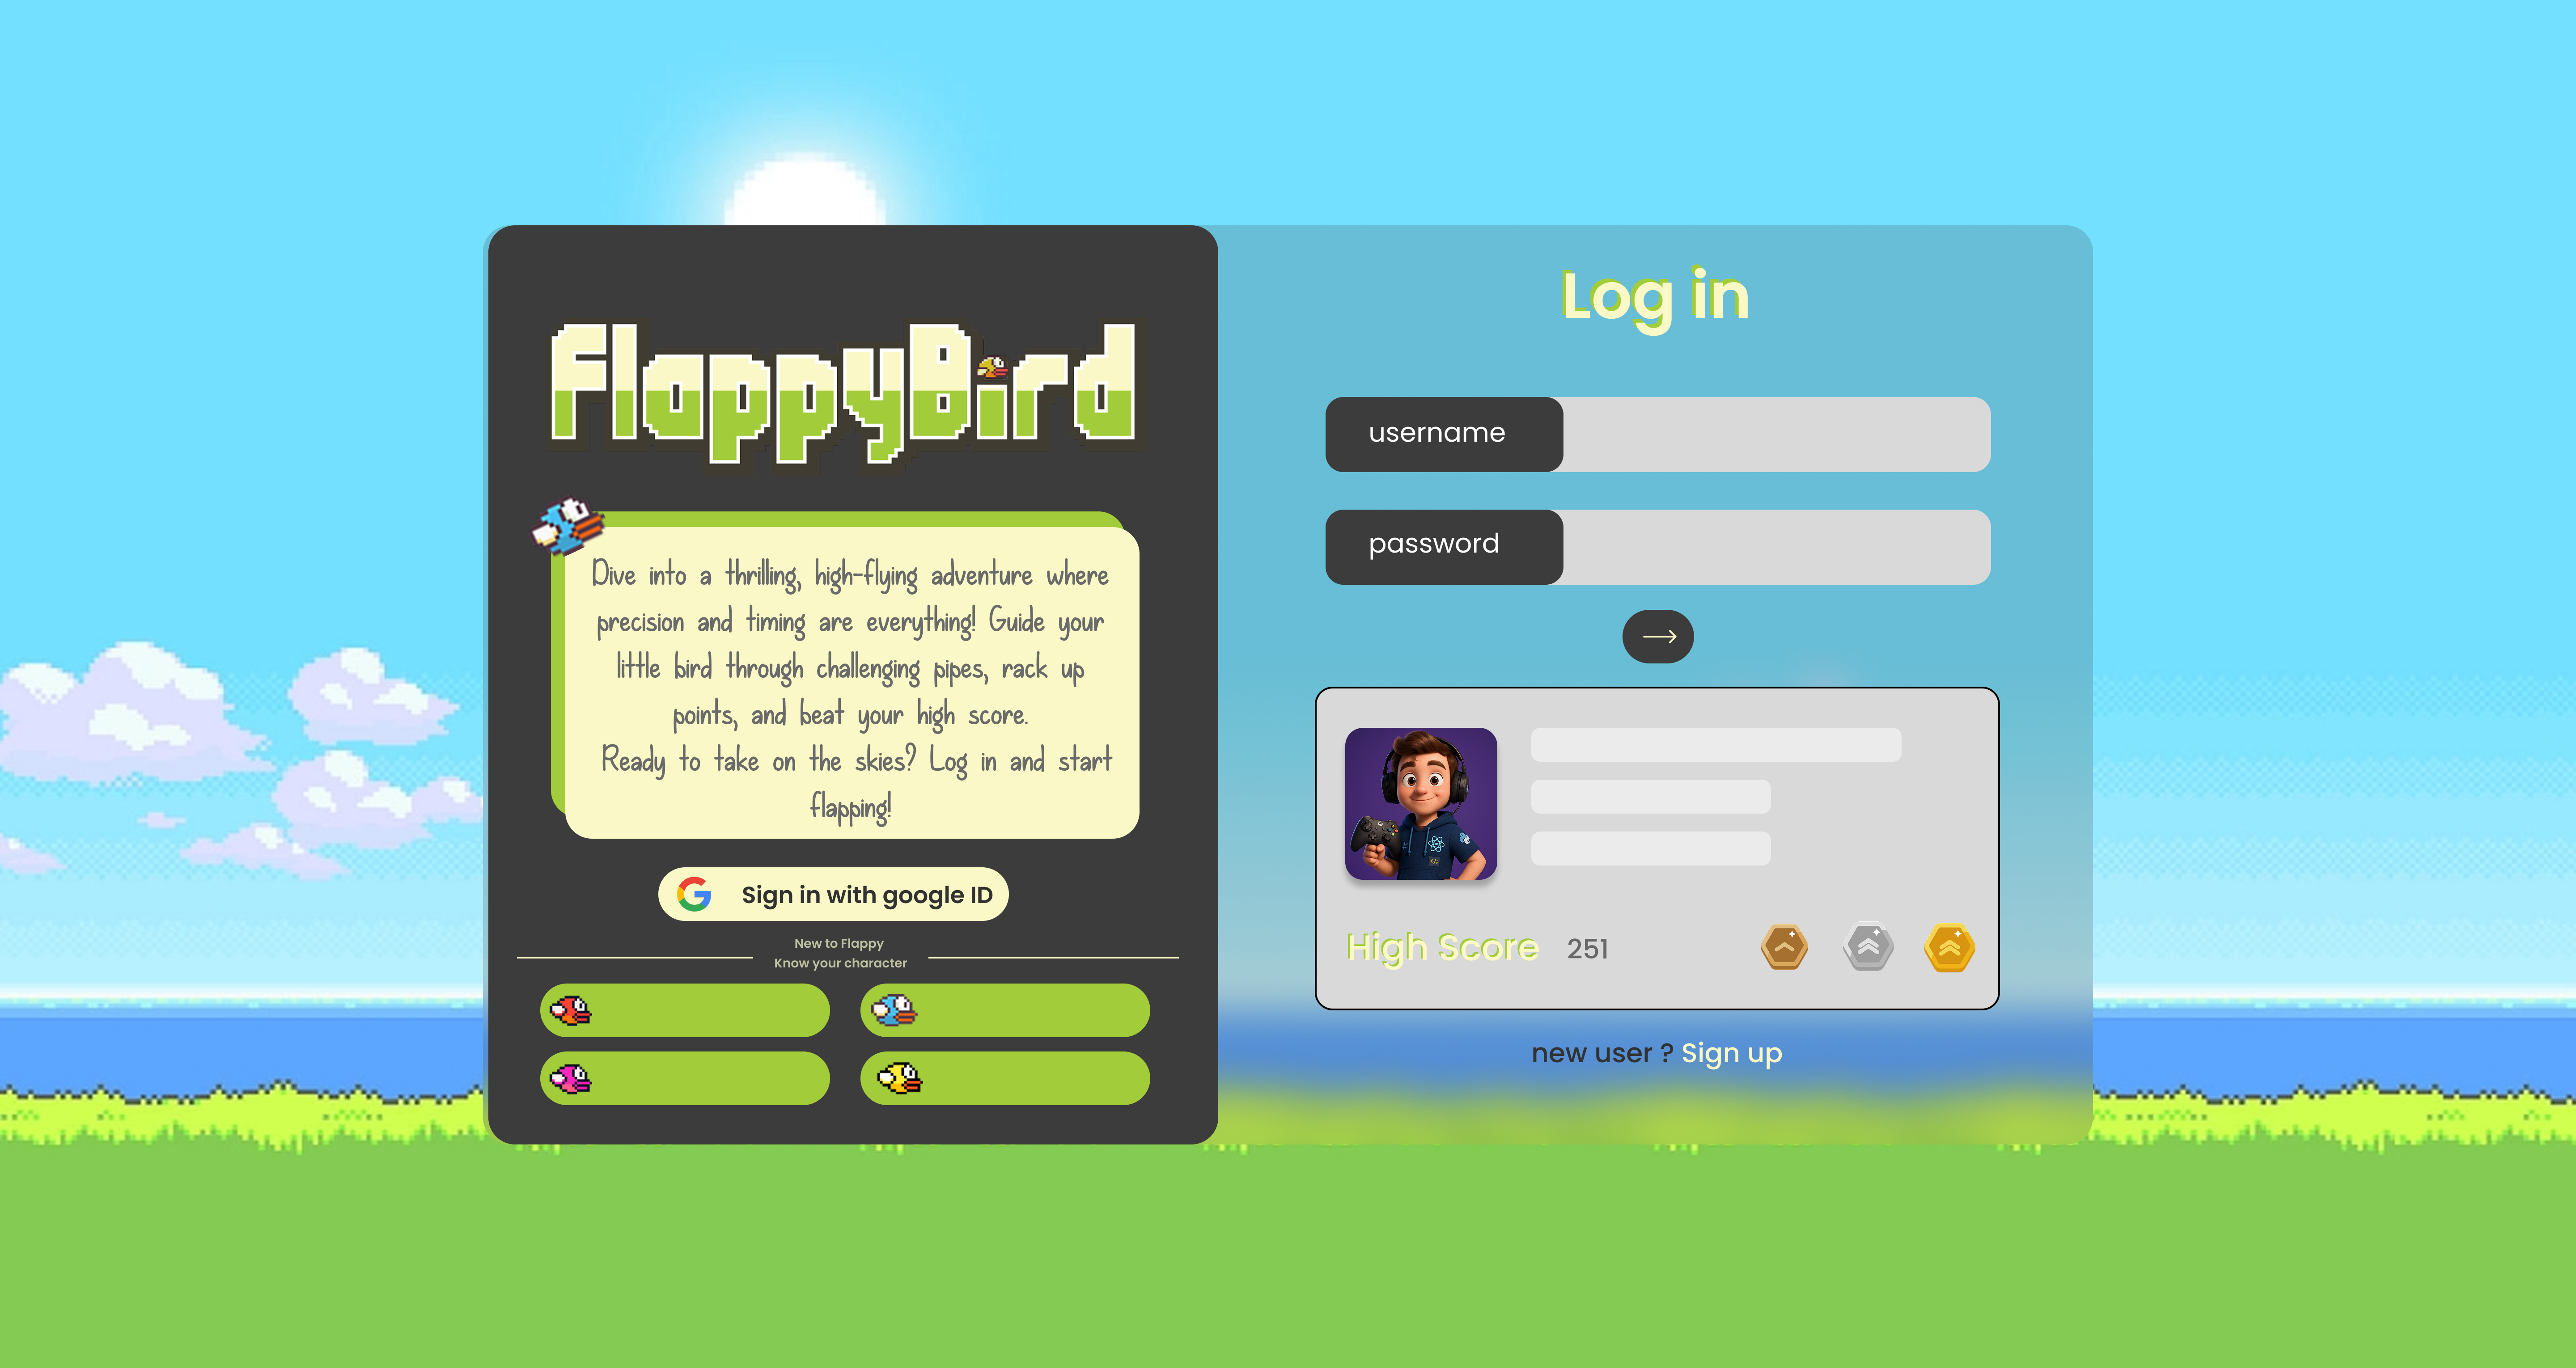 FlappyBird
Dive into a thrilling, high-flying adventure where
precision and timing are everything! Guide your
little bird through challenging pipes, rack up
points, and beat your high score.
Ready to take on the skies? Log in and start
flapping!
Sign in with google ID
New to Flappy
Know your character
Log in
username
password
High Score 251
new user ? Sign up